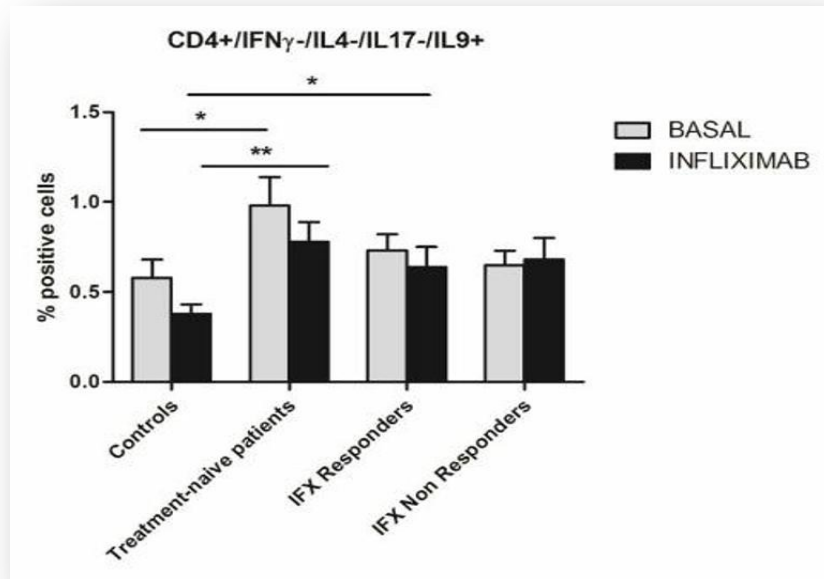 CD4+/IFNγ-/IL4-/IL17-/IL9+
*
*
**
1.5
1.0
0.5
0.0
% positive cells
BASAL
INFLIXIMAB
Controls
Treatment-naive patients
IFX Responders
IFX Non Responders